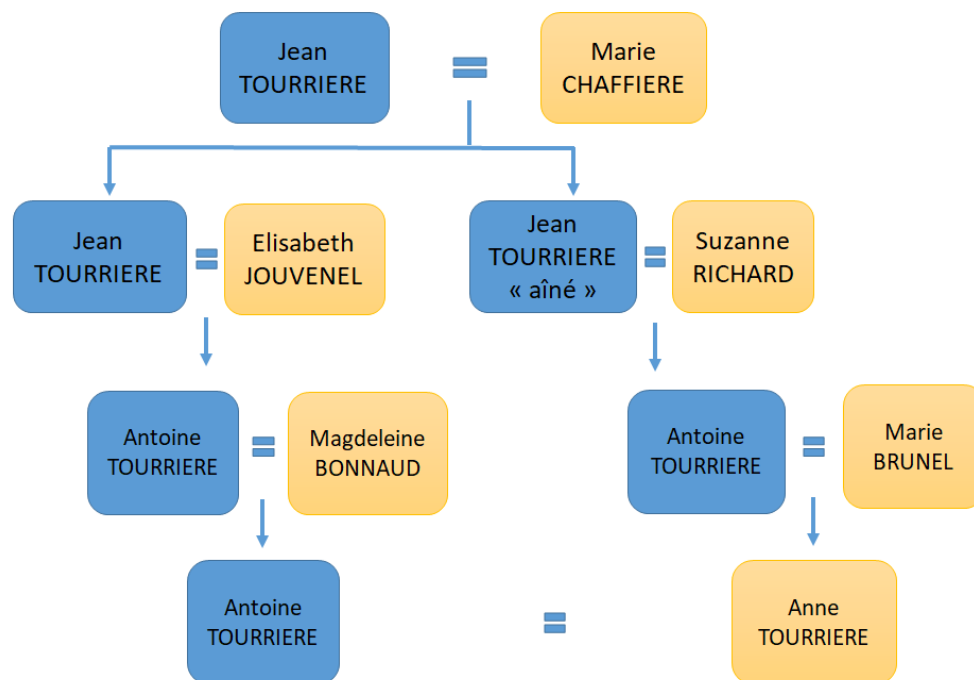 Jean
TOURRIERE
Marie
CHAFFIERE
Jean
TOURRIERE
Elisabeth
JOUVENEL
Jean
TOURRIERE
« aîné »
Suzanne
RICHARD
Antoine
TOURRIERE
Magdeleine
BONNAUD
Antoine
TOURRIERE
Marie
BRUNEL
Antoine
TOURRIERE
Anne
TOURRIERE